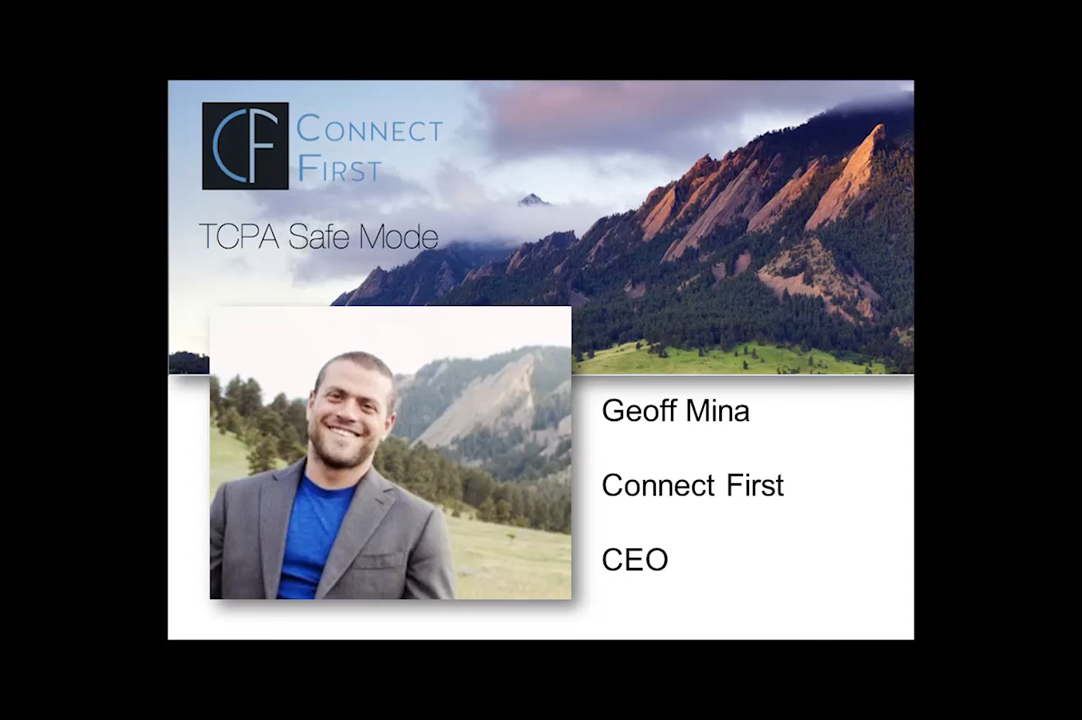 CF
CONNECT
FIRST
TCPA Safe Mode
Geoff Mina
Connect First
CEO